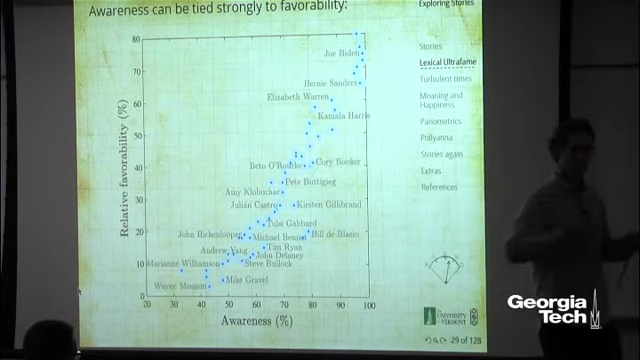 Awareness can be tied strongly to favorability:
Exploring Stories
Stories
Lexical Ultrafame
Turbulent times
Meaning and
Happiness
Panometrics
Pollyanna
Stories again
Extras
References
Relative favorability (%)
80
70
60
50
40
30
20
10
0
Joe Biden
Bernie Sanders
Elizabeth Warren
Kamala Harris
Beto O'Rourke
Cory Booker
Pete Buttigieg
Amy Klobuchar
Julián Castro
Kirsten Gillibrand
Tulsi Gabbard
John Hickenlooper
Michael Bennet
Bill de Blasio
Tim Ryan
Andrew Yang
John Delaney
Marianne Williamson
Steve Bullock
Mike Gravel
Wayne Messam
20
30
40
50
60
70
80
90
100
Awareness (%)
The
UNIVERSITY
of VERMONT
29 of 128
Georgia
Tech